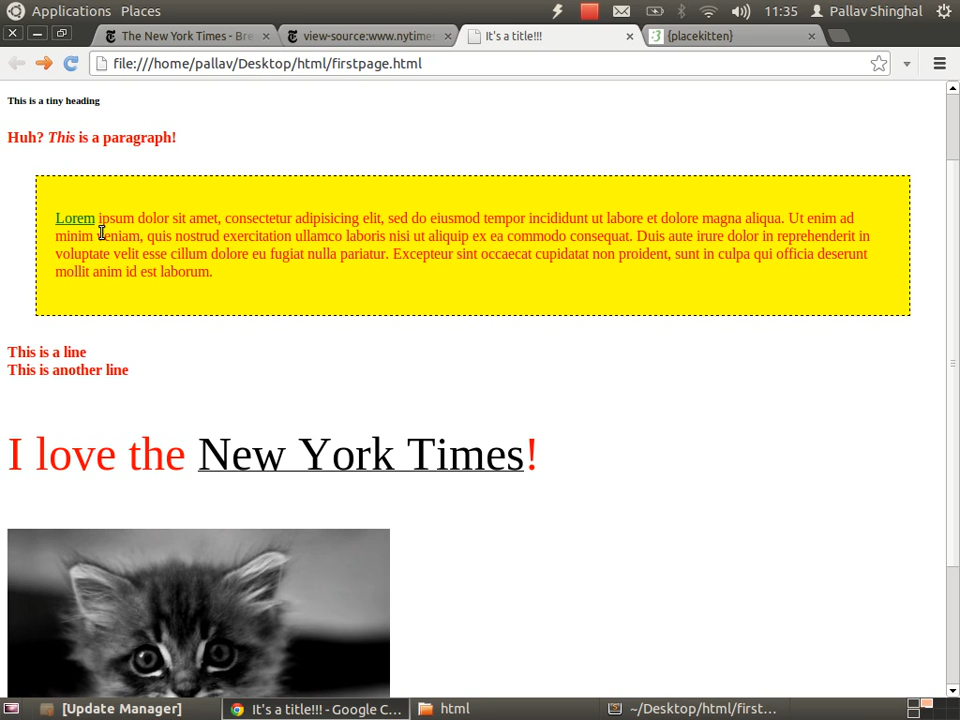 Applications Places 11:35 Pallav Shinghal
The New York Times - Bre view-source:www.nytimes It's a title!!! {placekitten}
file:///home/pallav/Desktop/html/firstpage.html
This is a tiny heading
Huh? This is a paragraph!
Lorem ipsum dolor sit amet, consectetur adipisicing elit, sed do eiusmod tempor incididunt ut labore et dolore magna aliqua. Ut enim ad
minim veniam, quis nostrud exercitation ullamco laboris nisi ut aliquip ex ea commodo consequat. Duis aute irure dolor in reprehenderit in
voluptate velit esse cillum dolore eu fugiat nulla pariatur. Excepteur sint occaecat cupidatat non proident, sunt in culpa qui officia deserunt
mollit anim id est laborum.
This is a line
This is another line
I love the New York Times!
[Update Manager] It's a title!!! - Google C... html ~/Desktop/html/first...